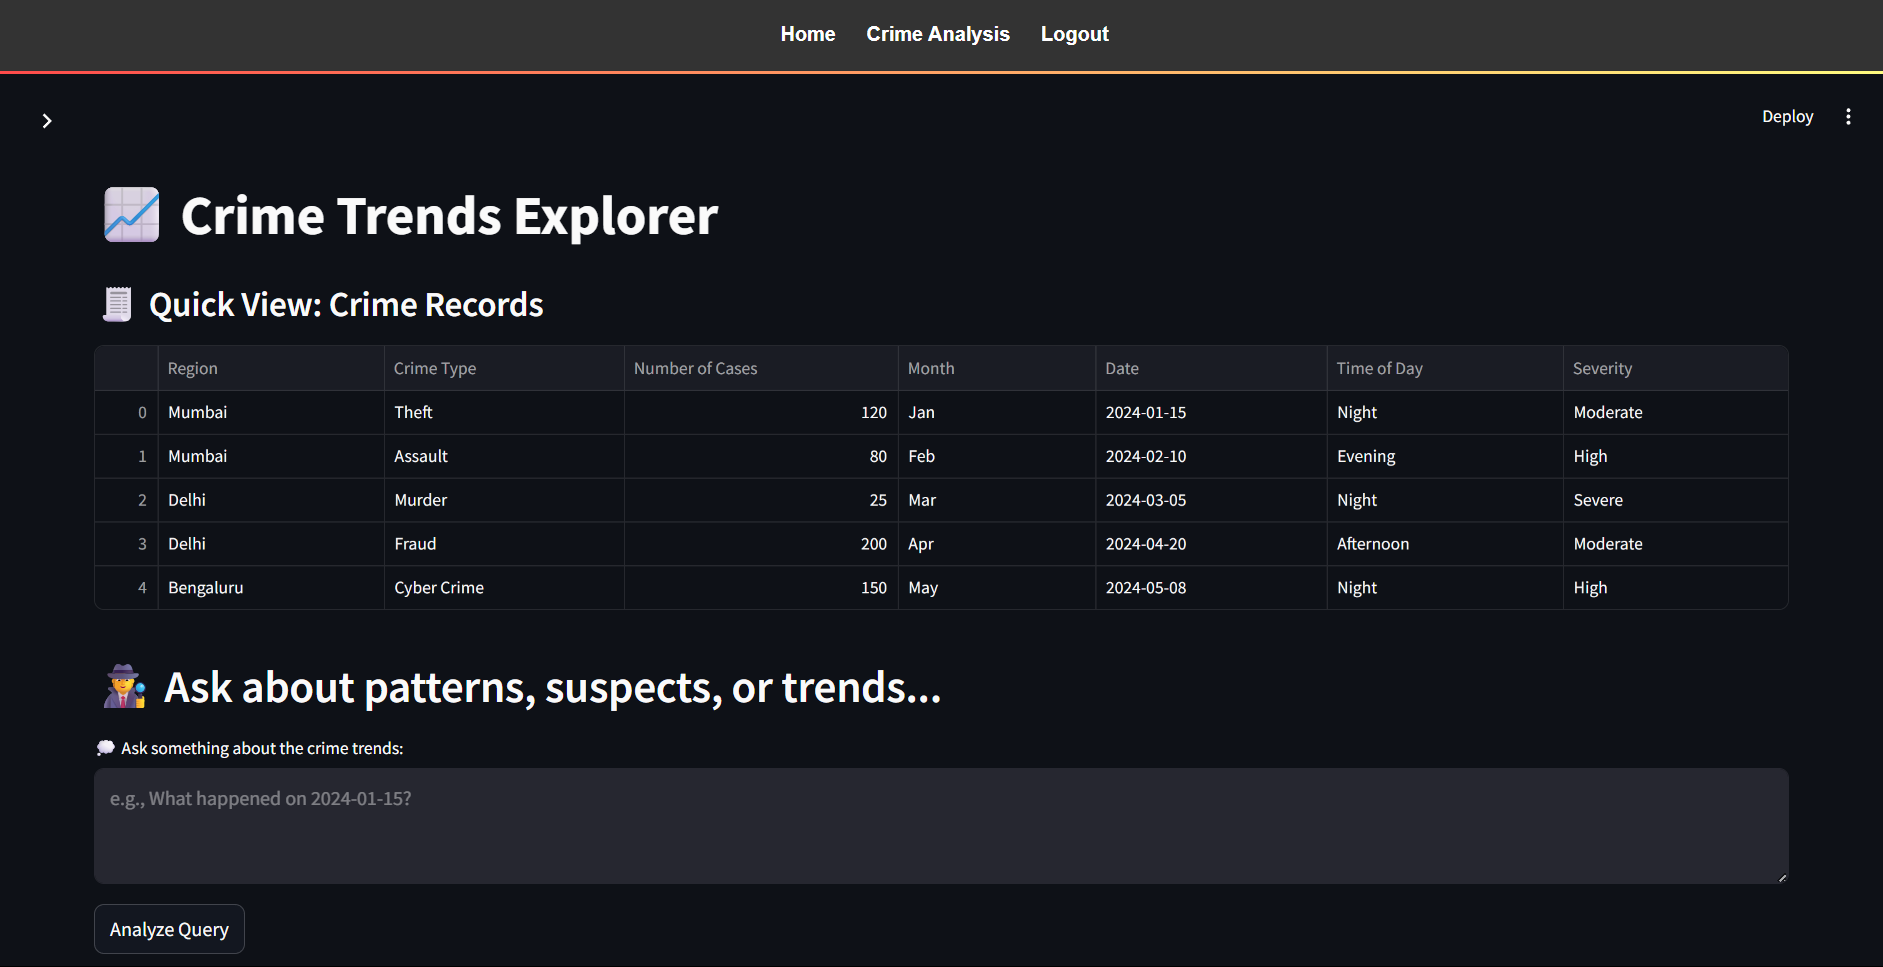 Home Crime Analysis Logout
Deploy
Crime Trends Explorer
Quick View: Crime Records
Region Crime Type Number of Cases Month Date Time of Day Severity
0 Mumbai Theft 120 Jan 2024-01-15 Night Moderate
1 Mumbai Assault 80 Feb 2024-02-10 Evening High
2 Delhi Murder 25 Mar 2024-03-05 Night Severe
3 Delhi Fraud 200 Apr 2024-04-20 Afternoon Moderate
4 Bengaluru Cyber Crime 150 May 2024-05-08 Night High
Ask about patterns, suspects, or trends...
Ask something about the crime trends:
e.g., What happened on 2024-01-15?
Analyze Query